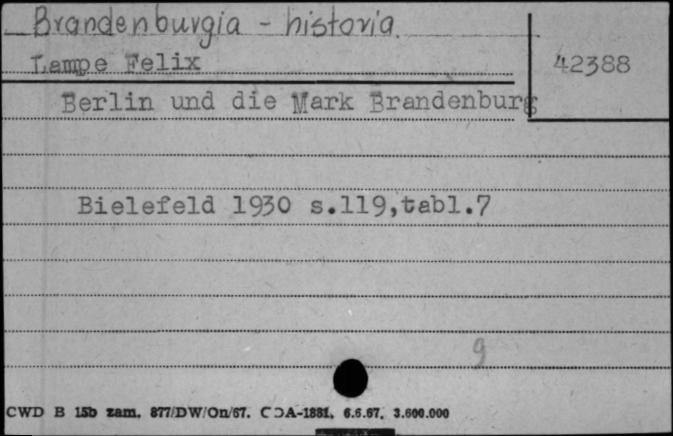 Brandenburgia - historia.
Lampe Felix
42388
Berlin und die Mark Brandenburg
Bielefeld 1930 s.119,tabl.7
g
CWD B 15b zam. 877/DW/On/67. CDA-1881. 6.6.67. 3.600.000